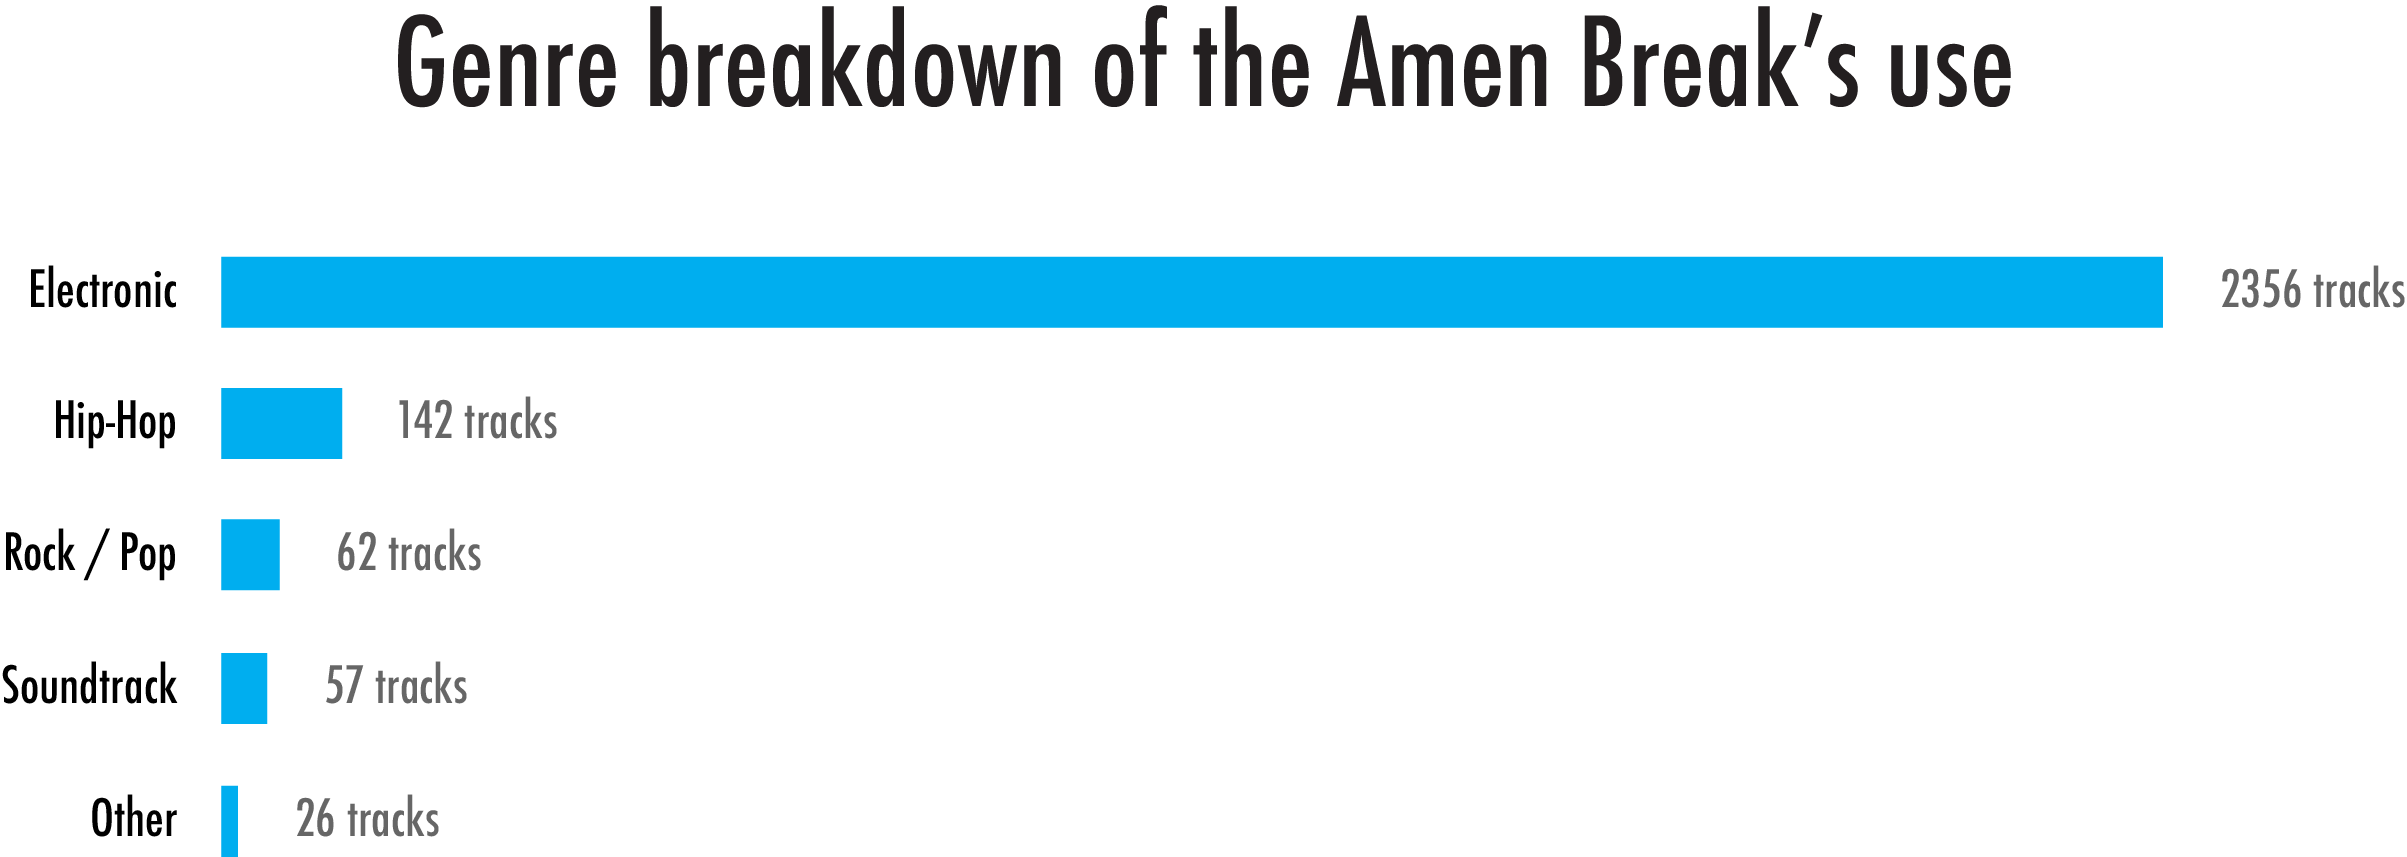 Genre breakdown of the Amen Break’s use
Electronic 2356 tracks
Hip-Hop 142 tracks
Rock / Pop 62 tracks
Soundtrack 57 tracks
Other 26 tracks